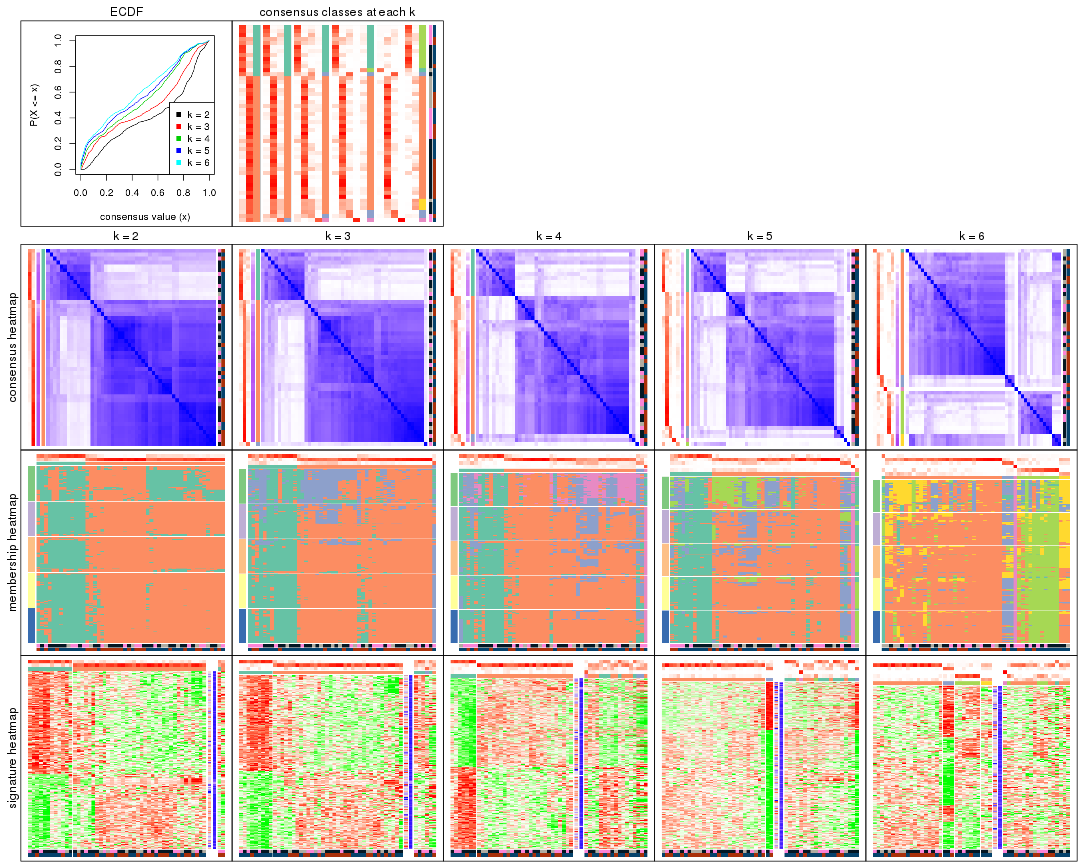 ECDF
consensus classes at each k
P(X <= x)
0.0 0.2 0.4 0.6 0.8 1.0
k = 2
k = 3
k = 4
k = 5
k = 6
0.0 0.2 0.4 0.6 0.8 1.0
consensus value (x)
k = 2
k = 3
k = 4
k = 5
k = 6
consensus heatmap
membership heatmap
signature heatmap